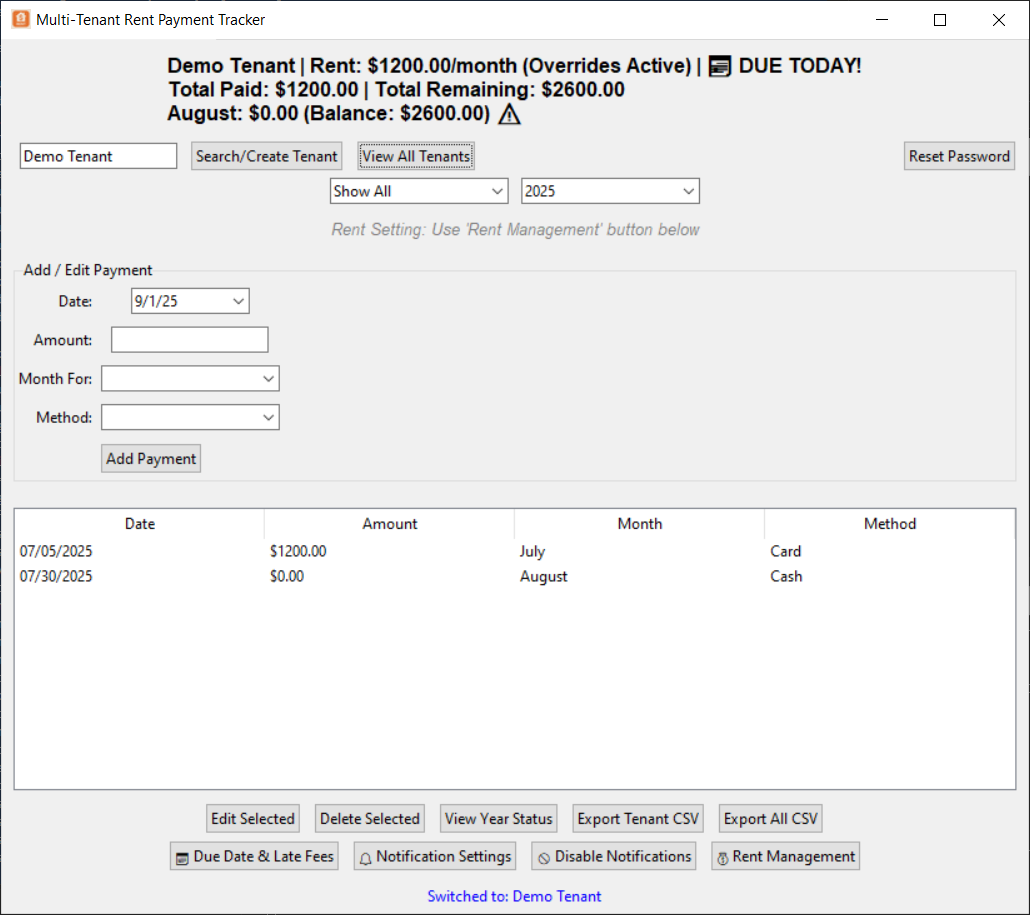 Multi-Tenant Rent Payment Tracker
Demo Tenant | Rent: $1200.00/month (Overrides Active) | DUE TODAY!
Total Paid: $1200.00 | Total Remaining: $2600.00
August: $0.00 (Balance: $2600.00) ⚠
Demo Tenant Search/Create Tenant View All Tenants Reset Password
Show All 2025
Rent Setting: Use 'Rent Management' button below
Add / Edit Payment
Date: 9/1/25
Amount:
Month For:
Method:
Add Payment
Date Amount Month Method
07/05/2025 $1200.00 July Card
07/30/2025 $0.00 August Cash
Edit Selected Delete Selected View Year Status Export Tenant CSV Export All CSV
Due Date & Late Fees Notification Settings Disable Notifications Rent Management
Switched to: Demo Tenant